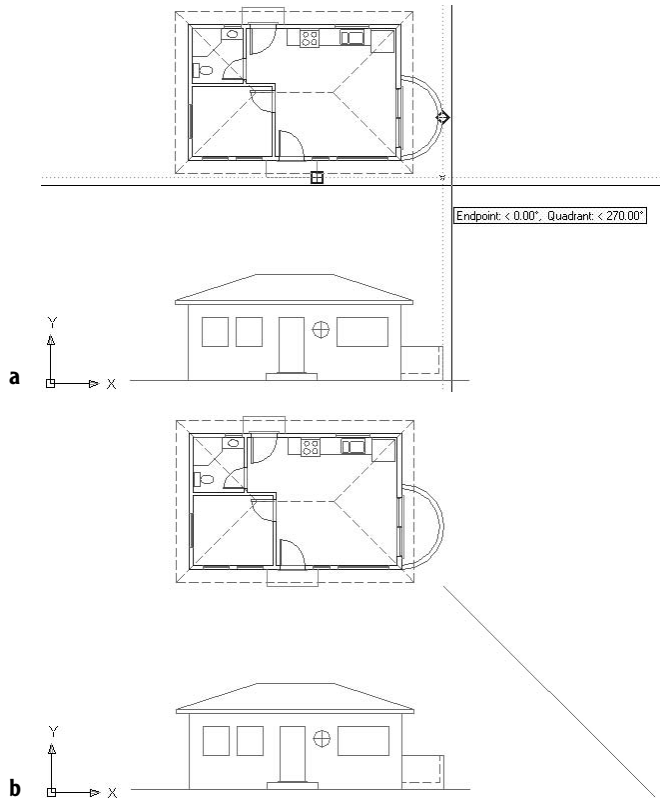 Endpoint: < 0.00°, Quadrant: < 270.00°
Y
X
a
Y
X
b